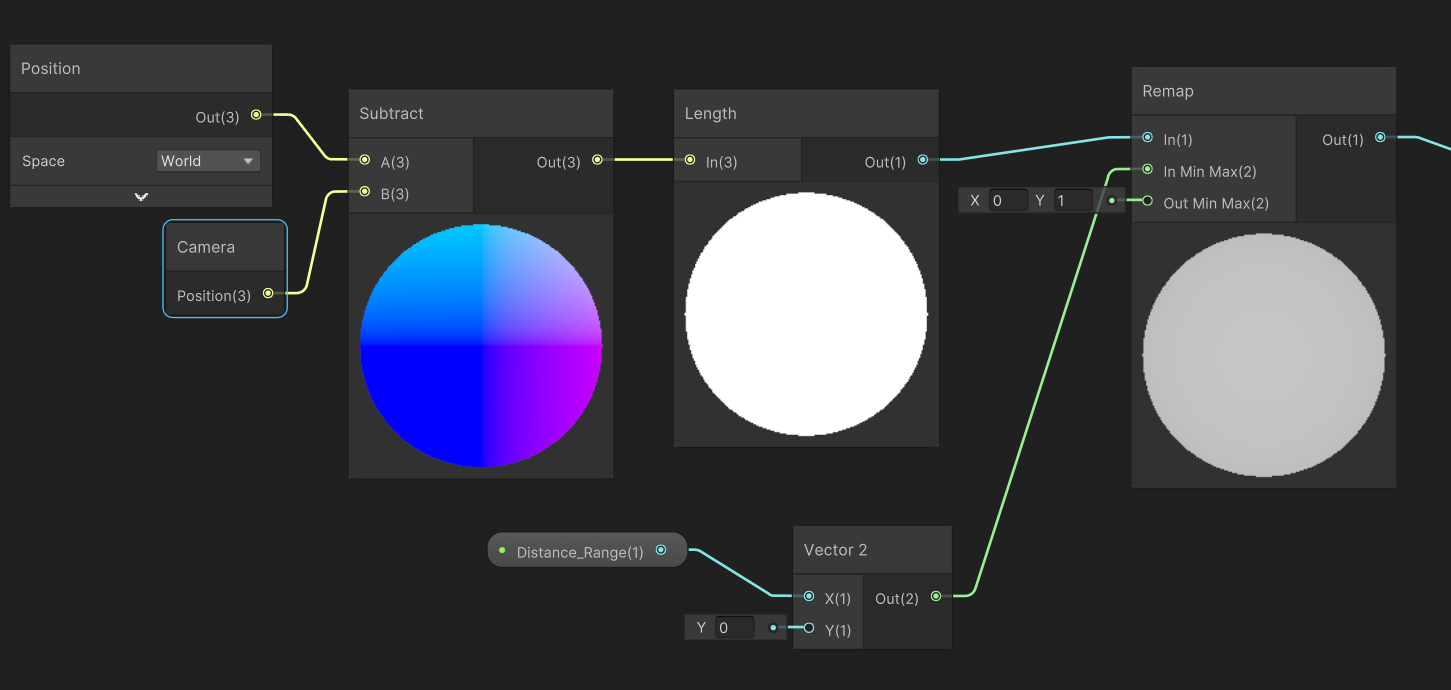 Position
Out(3)
Space World
Camera
Position(3)
Subtract
A(3) Out(3)
B(3)
Length
In(3) Out(1)
Remap
In(1) Out(1)
In Min Max(2)
X 0 Y 1 Out Min Max(2)
Distance_Range(1)
Vector 2
X(1) Out(2)
Y 0 Y(1)